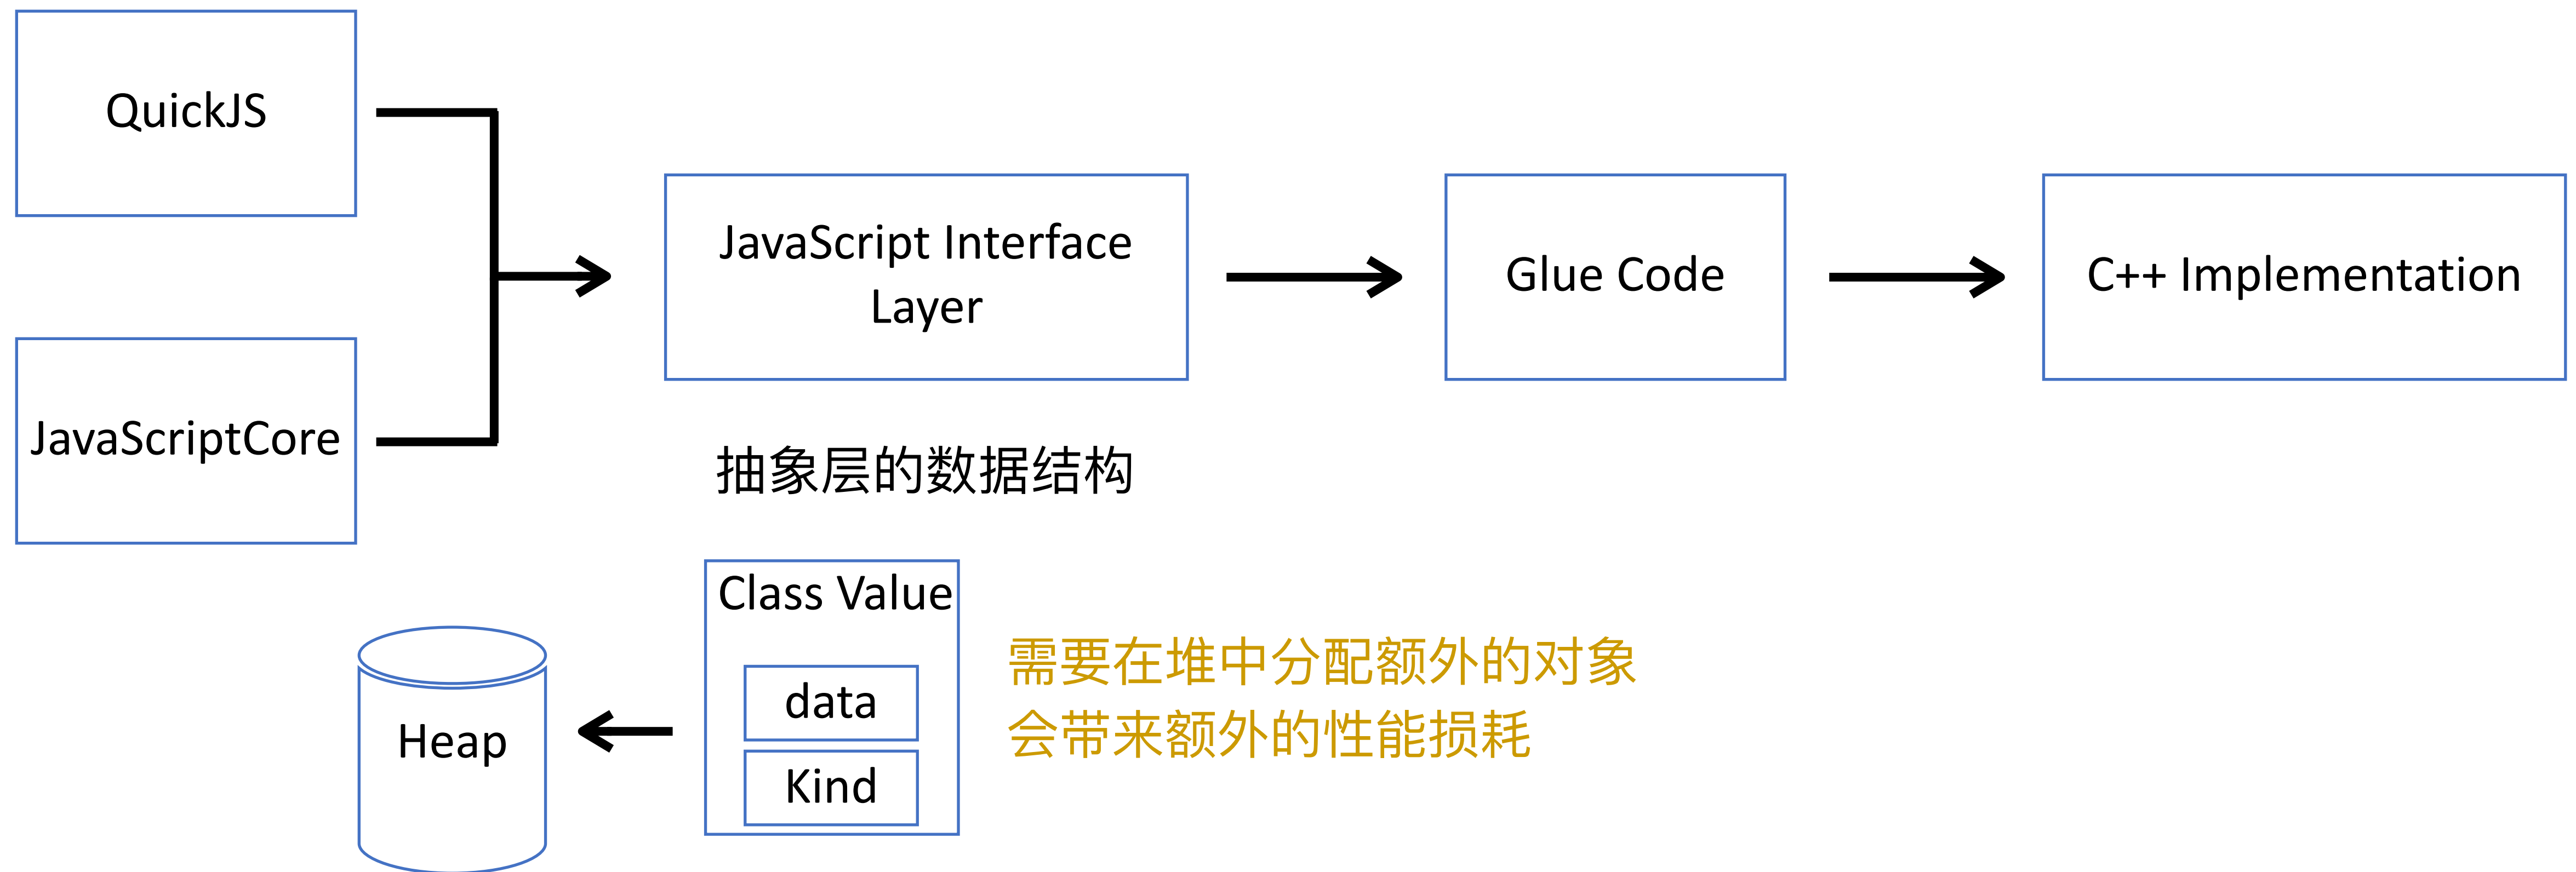 QuickJS
JavaScriptCore
JavaScript Interface
Layer
Glue Code
C++ Implementation
抽象层的数据结构
Class Value
data
Kind
Heap
需要在堆中分配额外的对象
会带来额外的性能损耗